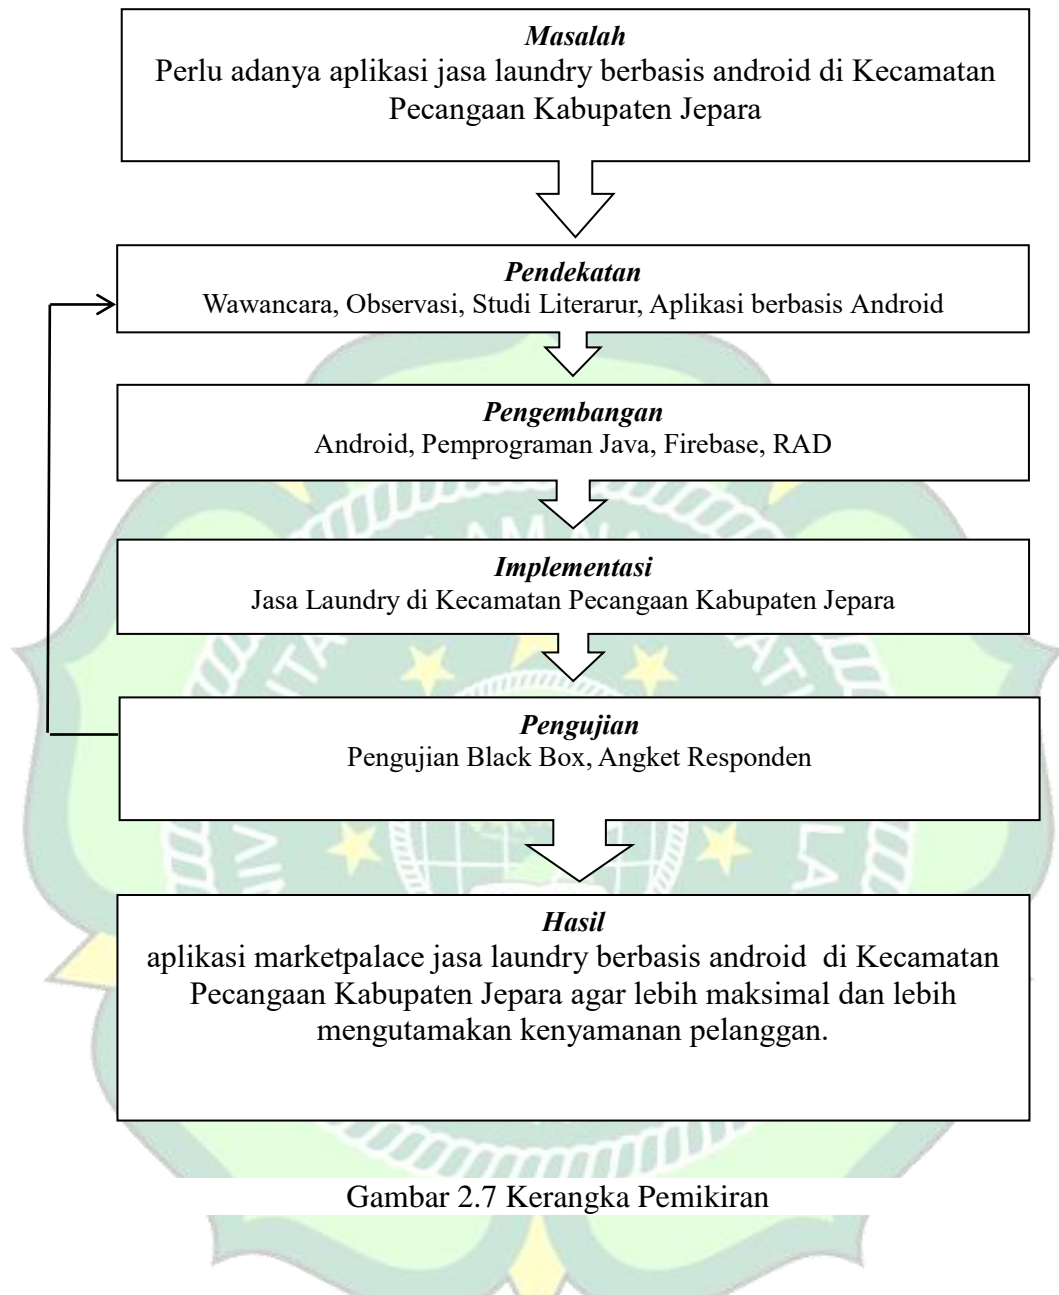 Masalah
Perlu adanya aplikasi jasa laundry berbasis android di Kecamatan
Pecangaan Kabupaten Jepara
Pendekatan
Wawancara, Observasi, Studi Literarur, Aplikasi berbasis Android
Pengembangan
Android, Pemprograman Java, Firebase, RAD
Implementasi
Jasa Laundry di Kecamatan Pecangaan Kabupaten Jepara
Pengujian
Pengujian Black Box, Angket Responden
Hasil
aplikasi marketpalace jasa laundry berbasis android  di Kecamatan
Pecangaan Kabupaten Jepara agar lebih maksimal dan lebih
mengutamakan kenyamanan pelanggan.
Gambar 2.7 Kerangka Pemikiran